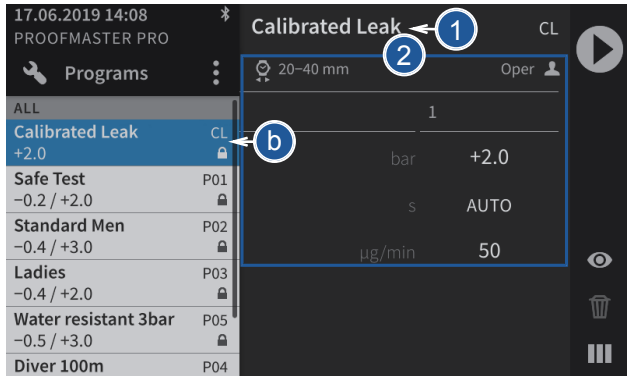 17.06.2019 14:08
PROOFMASTER PRO
Programs
ALL
Calibrated Leak CL
+2.0
Safe Test P01
−0.2 / +2.0
Standard Men P02
−0.4 / +3.0
Ladies P03
−0.4 / +2.0
Water resistant 3bar P05
−0.5 / +3.0
Diver 100m P04
b
Calibrated Leak 1 CL
2
20−40 mm Oper
1
bar +2.0
s AUTO
µg/min 50